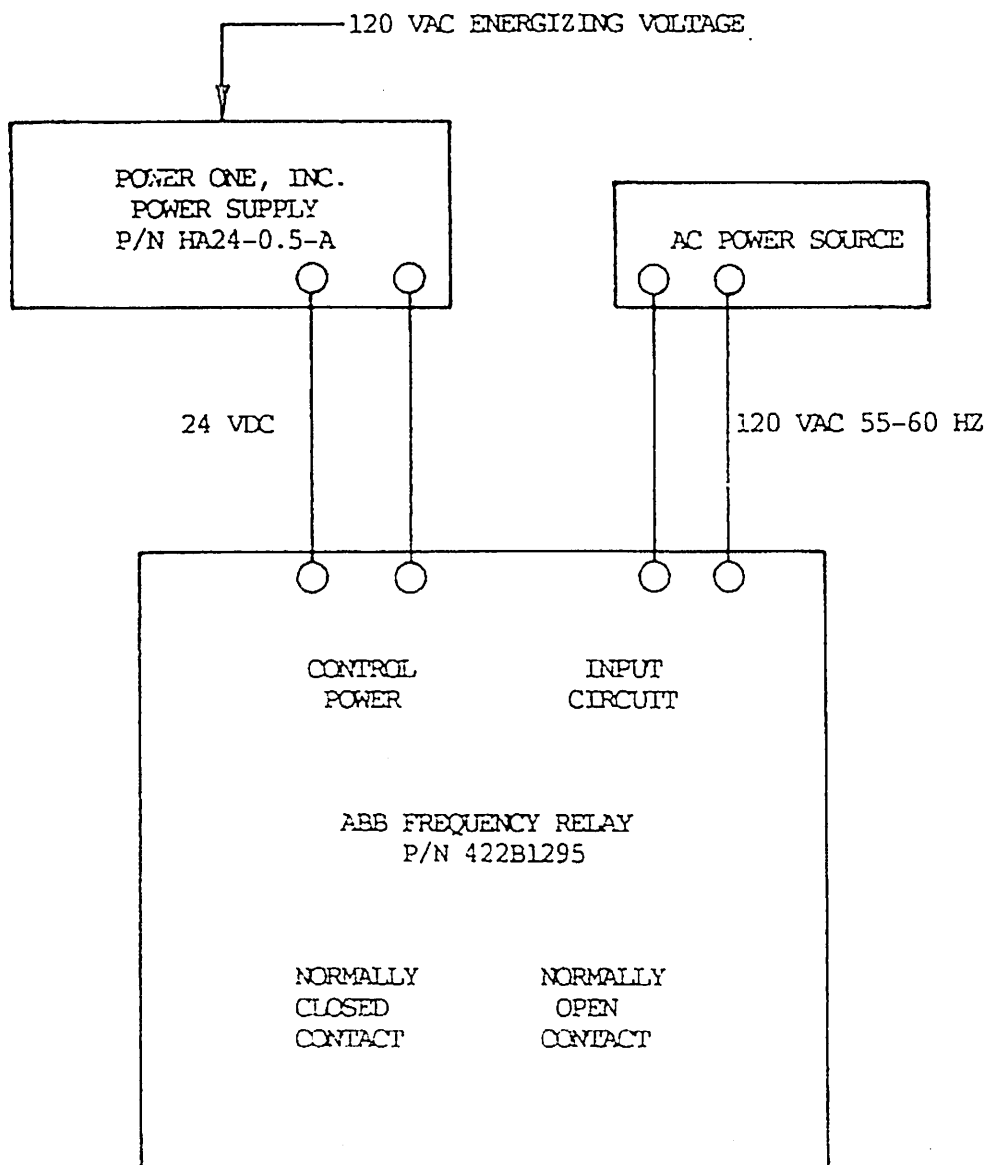 120 VAC ENERGIZING VOLTAGE
POWER ONE, INC.
POWER SUPPLY
P/N HA24-0.5-A
AC POWER SOURCE
24 VDC
120 VAC 55-60 HZ
CONTROL
POWER
INPUT
CIRCUIT
ABB FREQUENCY RELAY
P/N 422B1295
NORMALLY
CLOSED
CONTACT
NORMALLY
OPEN
CONTACT